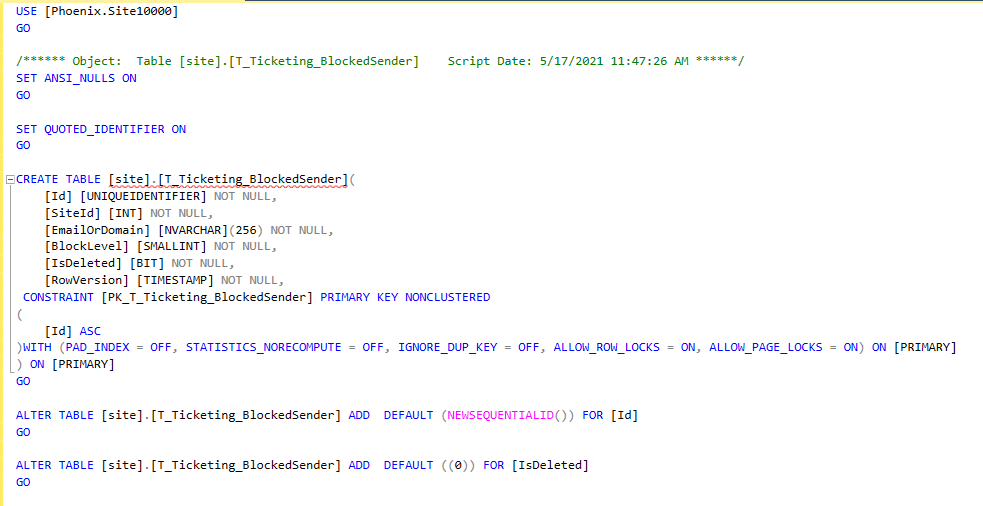 USE [Phoenix.Site10000]
GO
/****** Object:  Table [site].[T_Ticketing_BlockedSender]    Script Date: 5/17/2021 11:47:26 AM ******/
SET ANSI_NULLS ON
GO
SET QUOTED_IDENTIFIER ON
GO
CREATE TABLE [site].[T_Ticketing_BlockedSender](
    [Id] [UNIQUEIDENTIFIER] NOT NULL,
    [SiteId] [INT] NOT NULL,
    [EmailOrDomain] [NVARCHAR](256) NOT NULL,
    [BlockLevel] [SMALLINT] NOT NULL,
    [IsDeleted] [BIT] NOT NULL,
    [RowVersion] [TIMESTAMP] NOT NULL,
 CONSTRAINT [PK_T_Ticketing_BlockedSender] PRIMARY KEY NONCLUSTERED
(
    [Id] ASC
)WITH (PAD_INDEX = OFF, STATISTICS_NORECOMPUTE = OFF, IGNORE_DUP_KEY = OFF, ALLOW_ROW_LOCKS = ON, ALLOW_PAGE_LOCKS = ON) ON [PRIMARY]
) ON [PRIMARY]
GO
ALTER TABLE [site].[T_Ticketing_BlockedSender] ADD  DEFAULT (NEWSEQUENTIALID()) FOR [Id]
GO
ALTER TABLE [site].[T_Ticketing_BlockedSender] ADD  DEFAULT ((0)) FOR [IsDeleted]
GO